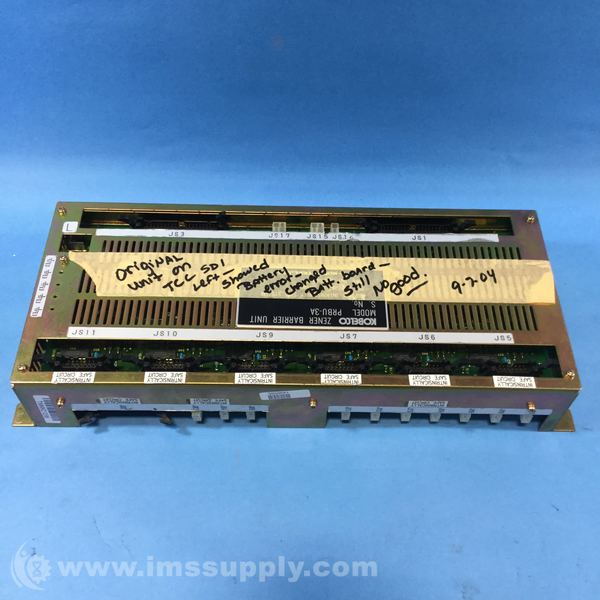 L
JS3
JS17
JS15
JS16
JS1
ORIGINAL
Unit on
TCC SD1
Left - Showed
Battery
error -
changed
Batt. board -
Still
No good.
9-2-04
KOBELCO ZENER BARRIER UNIT
MODEL PRBU-3A
S. No.
JS11
JS10
JS9
JS7
JS6
JS5
INTRINSICALLY
SAFE CIRCUIT
INTRINSICALLY
SAFE CIRCUIT
INTRINSICALLY
SAFE CIRCUIT
INTRINSICALLY
SAFE CIRCUIT
INTRINSICALLY
SAFE CIRCUIT
INTRINSICALLY
SAFE CIRCUIT
© www.imssupply.com!